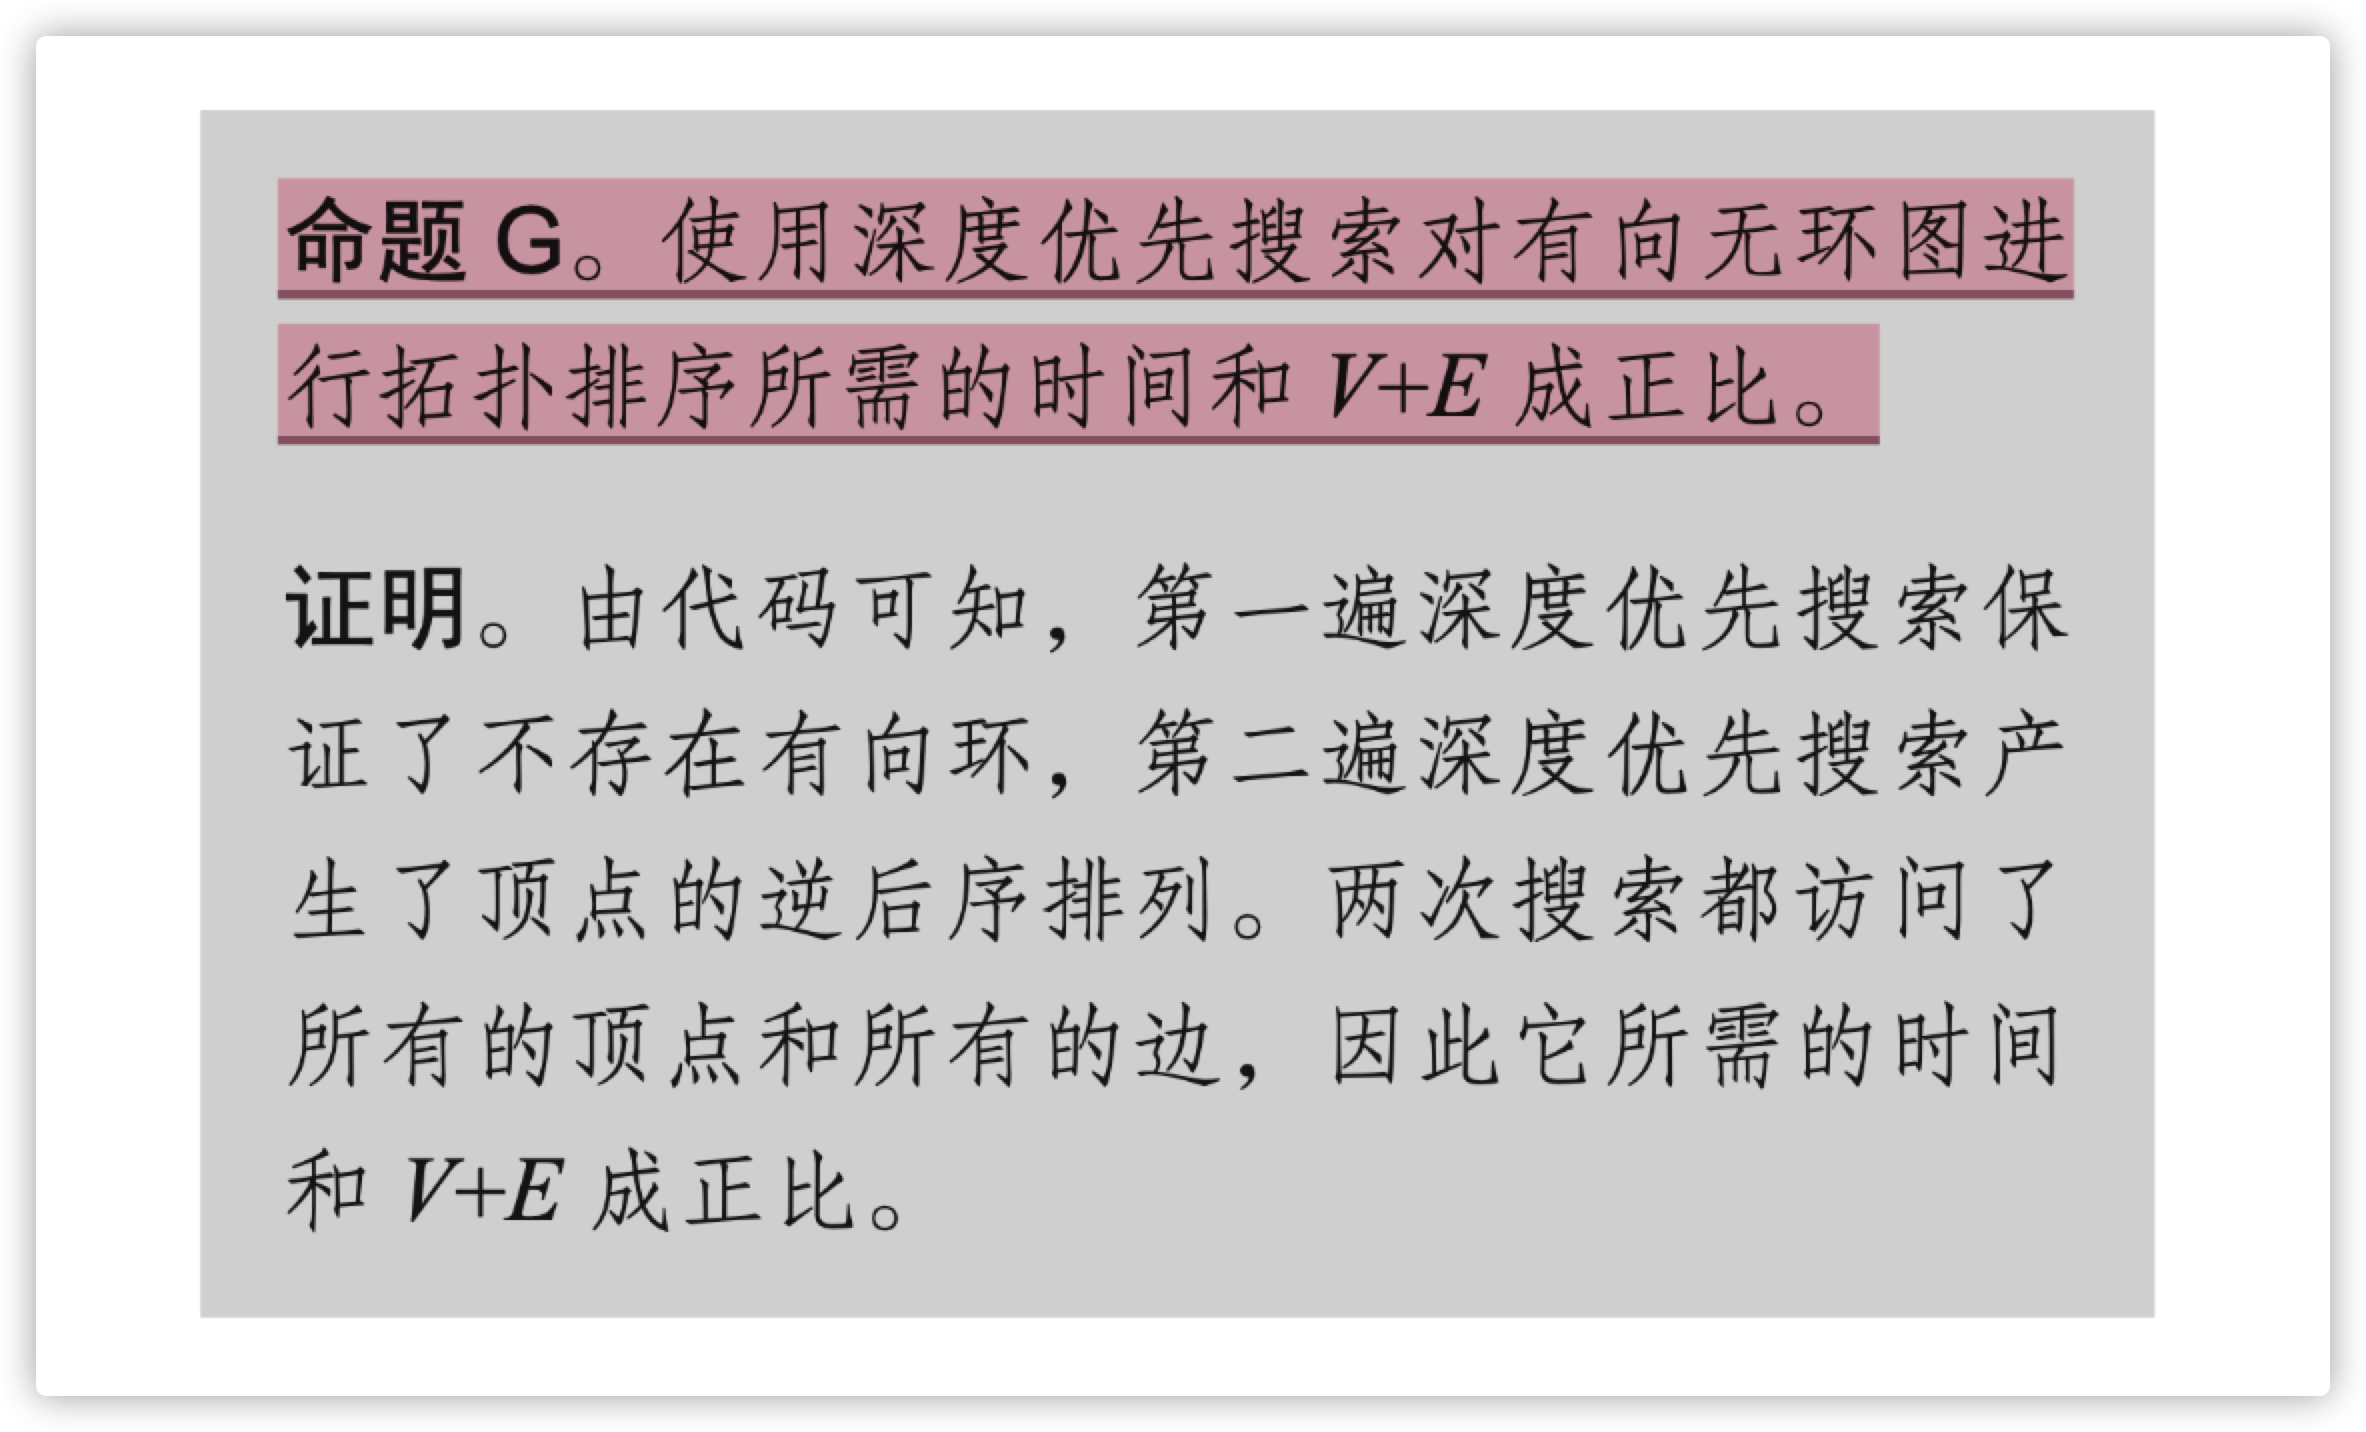 命题 G。使用深度优先搜索对有向无环图进
行拓扑排序所需的时间和 V+E 成正比。
证明。由代码可知，第一遍深度优先搜索保
证了不存在有向环，第二遍深度优先搜索产
生了顶点的逆后序排列。两次搜索都访问了
所有的顶点和所有的边，因此它所需的时间
和 V+E 成正比。